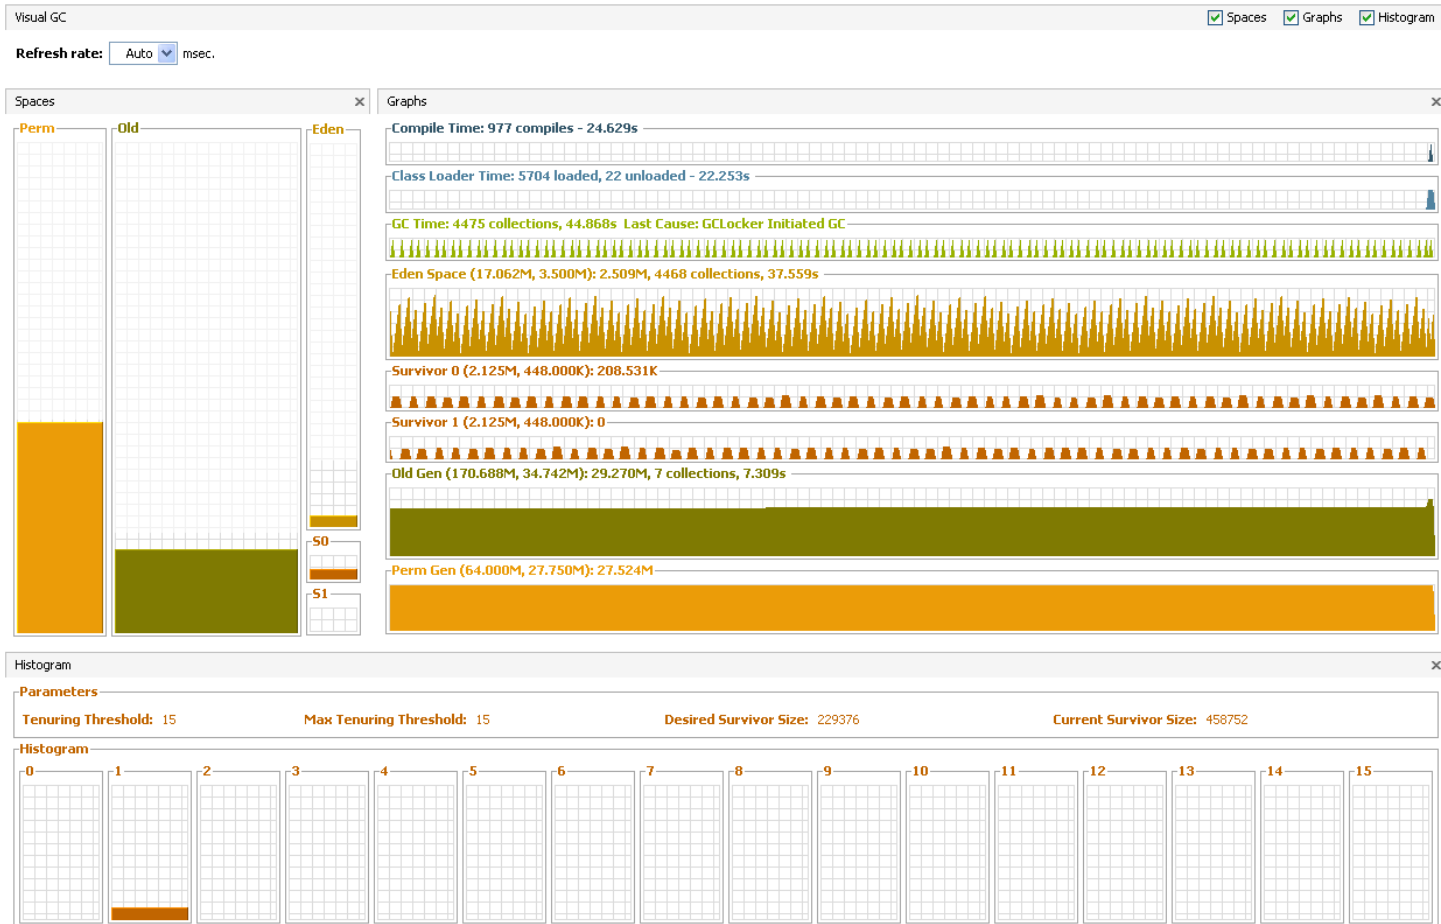 Visual GC
Spaces Graphs Histogram
Refresh rate: Auto msec.
Spaces
Graphs
Perm
Old
Eden
S0
S1
Compile Time: 977 compiles - 24.629s
Class Loader Time: 5704 loaded, 22 unloaded - 22.253s
GC Time: 4475 collections, 44.868s Last Cause: GCLocker Initiated GC
Eden Space (17.062M, 3.500M): 2.509M, 4468 collections, 37.559s
Survivor 0 (2.125M, 448.000K): 208.531K
Survivor 1 (2.125M, 448.000K): 0
Old Gen (170.688M, 34.742M): 29.270M, 7 collections, 7.309s
Perm Gen (64.000M, 27.750M): 27.524M
Histogram
Parameters
Tenuring Threshold: 15 Max Tenuring Threshold: 15 Desired Survivor Size: 229376 Current Survivor Size: 458752
Histogram
0 1 2 3 4 5 6 7 8 9 10 11 12 13 14 15